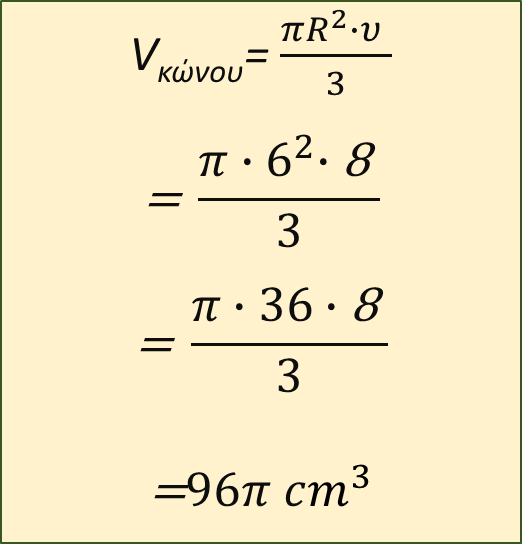 Vκώνου= πR²·υ / 3
= π · 6² · 8 / 3
= π · 36 · 8 / 3
=96π cm³